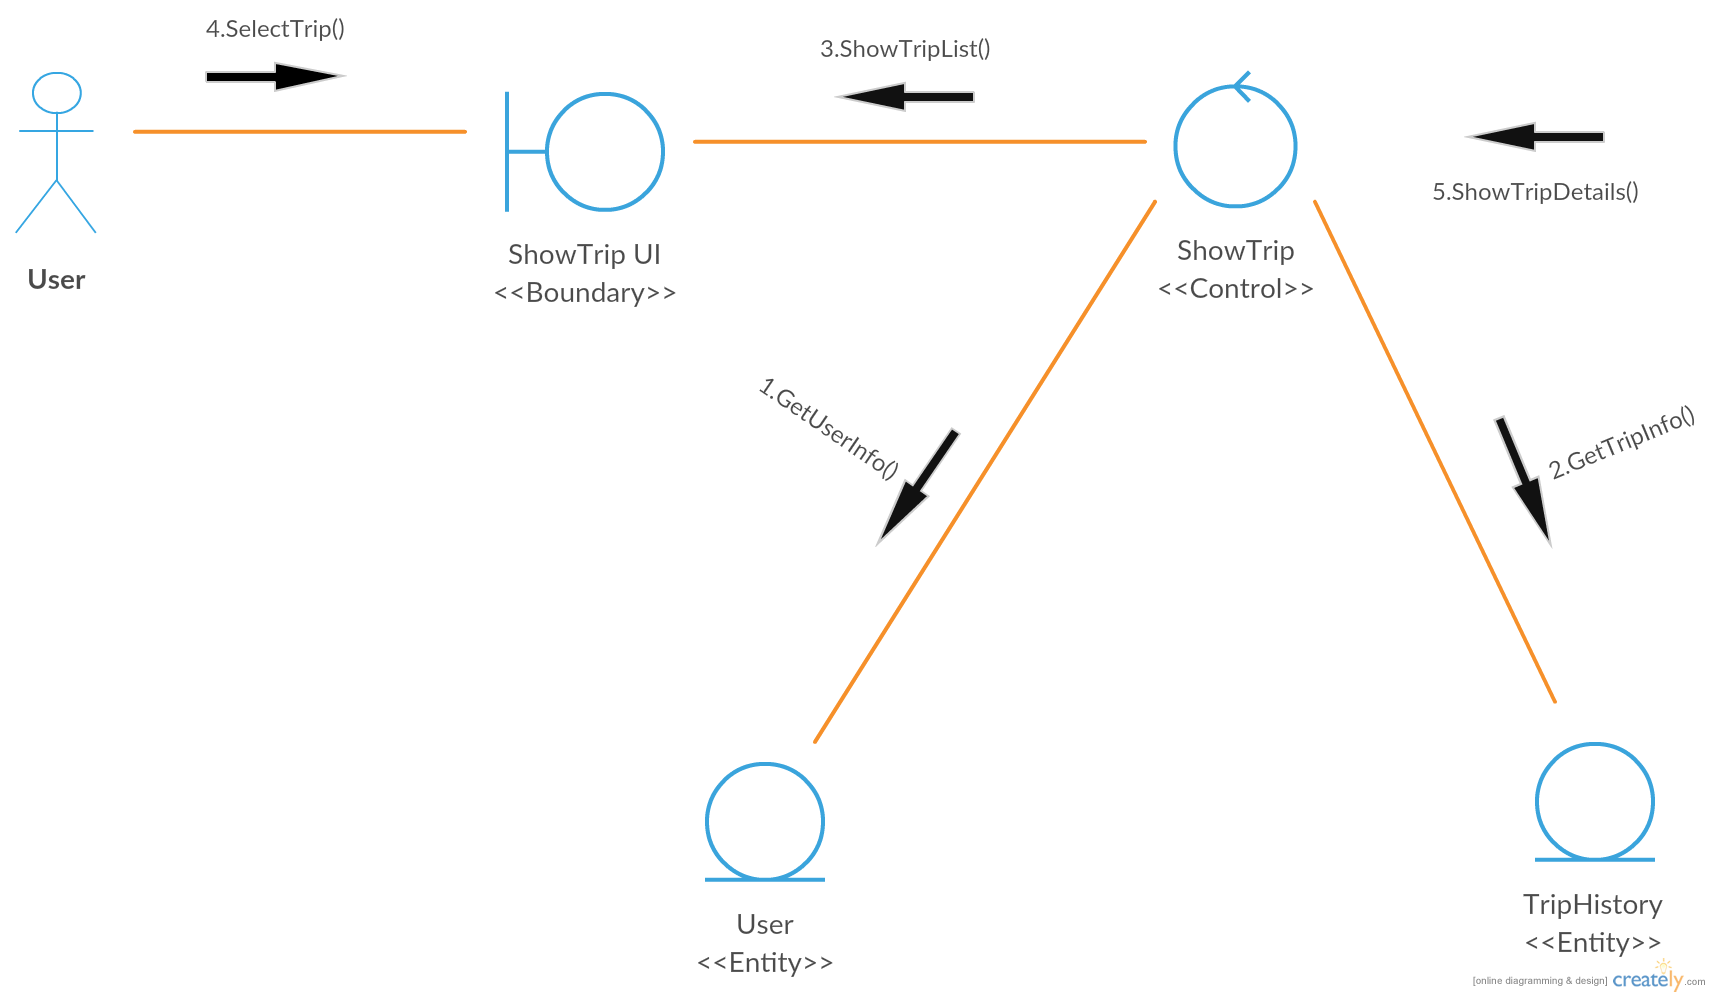 4.SelectTrip()
3.ShowTripList()
5.ShowTripDetails()
User
ShowTrip UI
<<Boundary>>
ShowTrip
<<Control>>
1.GetUserInfo()
2.GetTripInfo()
User
<<Entity>>
TripHistory
<<Entity>>
[online diagramming & design] creately.com